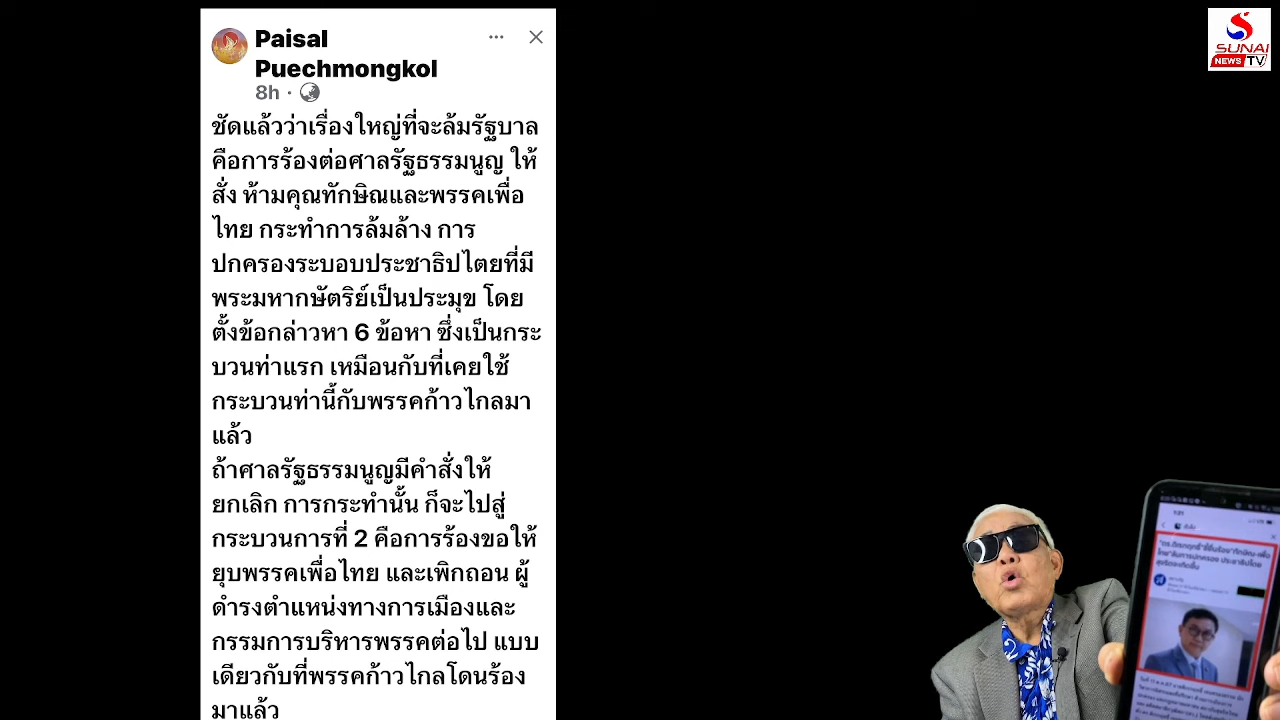 Paisal
Puechmongkol
8h
ชัดแล้วว่าเรื่องใหญ่ที่จะล้มรัฐบาล
คือการร้องต่อศาลรัฐธรรมนูญ ให้
สั่ง ห้ามคุณทักษิณและพรรคเพื่อ
ไทย กระทำการล้มล้าง การ
ปกครองระบอบประชาธิปไตยที่มี
พระมหากษัตริย์เป็นประมุข โดย
ตั้งข้อกล่าวหา 6 ข้อหา ซึ่งเป็นกระ
บวนท่าแรก เหมือนกับที่เคยใช้
กระบวนท่านี้กับพรรคก้าวไกลมา
แล้ว
ถ้าศาลรัฐธรรมนูญมีคำสั่งให้
ยกเลิก การกระทำนั้น ก็จะไปสู่
กระบวนการที่ 2 คือการร้องขอให้
ยุบพรรคเพื่อไทย และเพิกถอน ผู้
ดำรงตำแหน่งทางการเมืองและ
กรรมการบริหารพรรคต่อไป แบบ
เดียวกับที่พรรคก้าวไกลโดนร้อง
มาแล้ว
SUNAI
NEWS TV